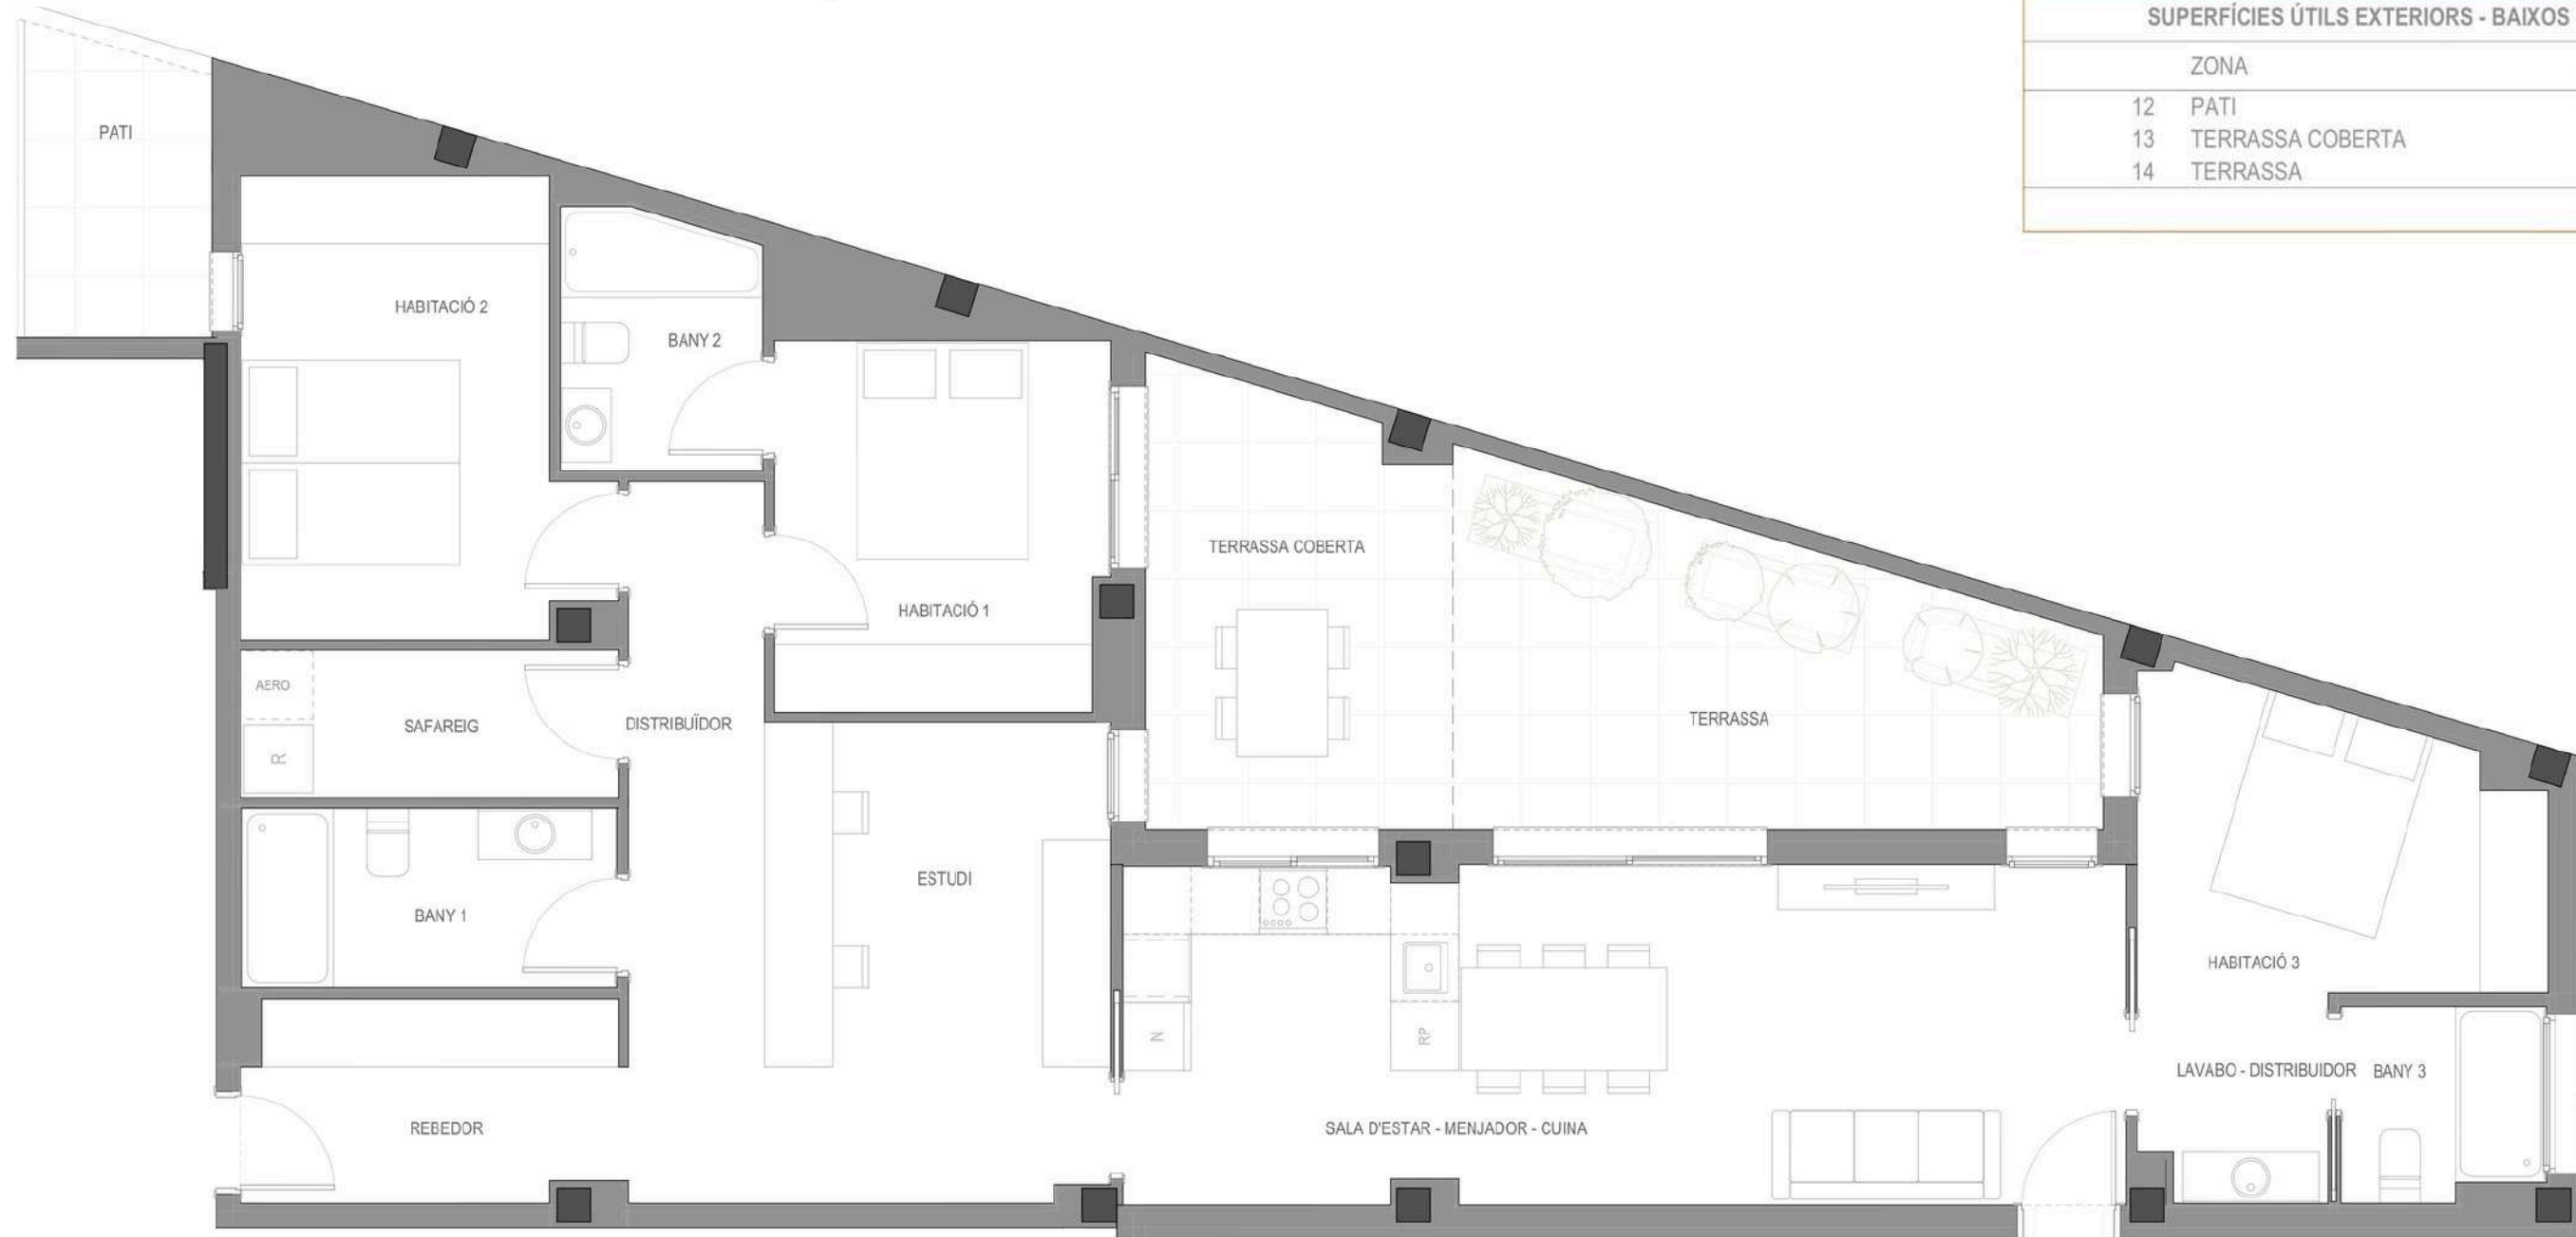 SUPERFÍCIES ÚTILS EXTERIORS - BAIXOS
ZONA
12 PATI
13 TERRASSA COBERTA
14 TERRASSA
PATI
HABITACIÓ 2
BANY 2
TERRASSA COBERTA
HABITACIÓ 1
AERO
SAFAREIG
DISTRIBUÏDOR
TERRASSA
R
ESTUDI
BANY 1
HABITACIÓ 3
N
RP
LAVABO - DISTRIBUIDOR
BANY 3
REBEDOR
SALA D'ESTAR - MENJADOR - CUINA